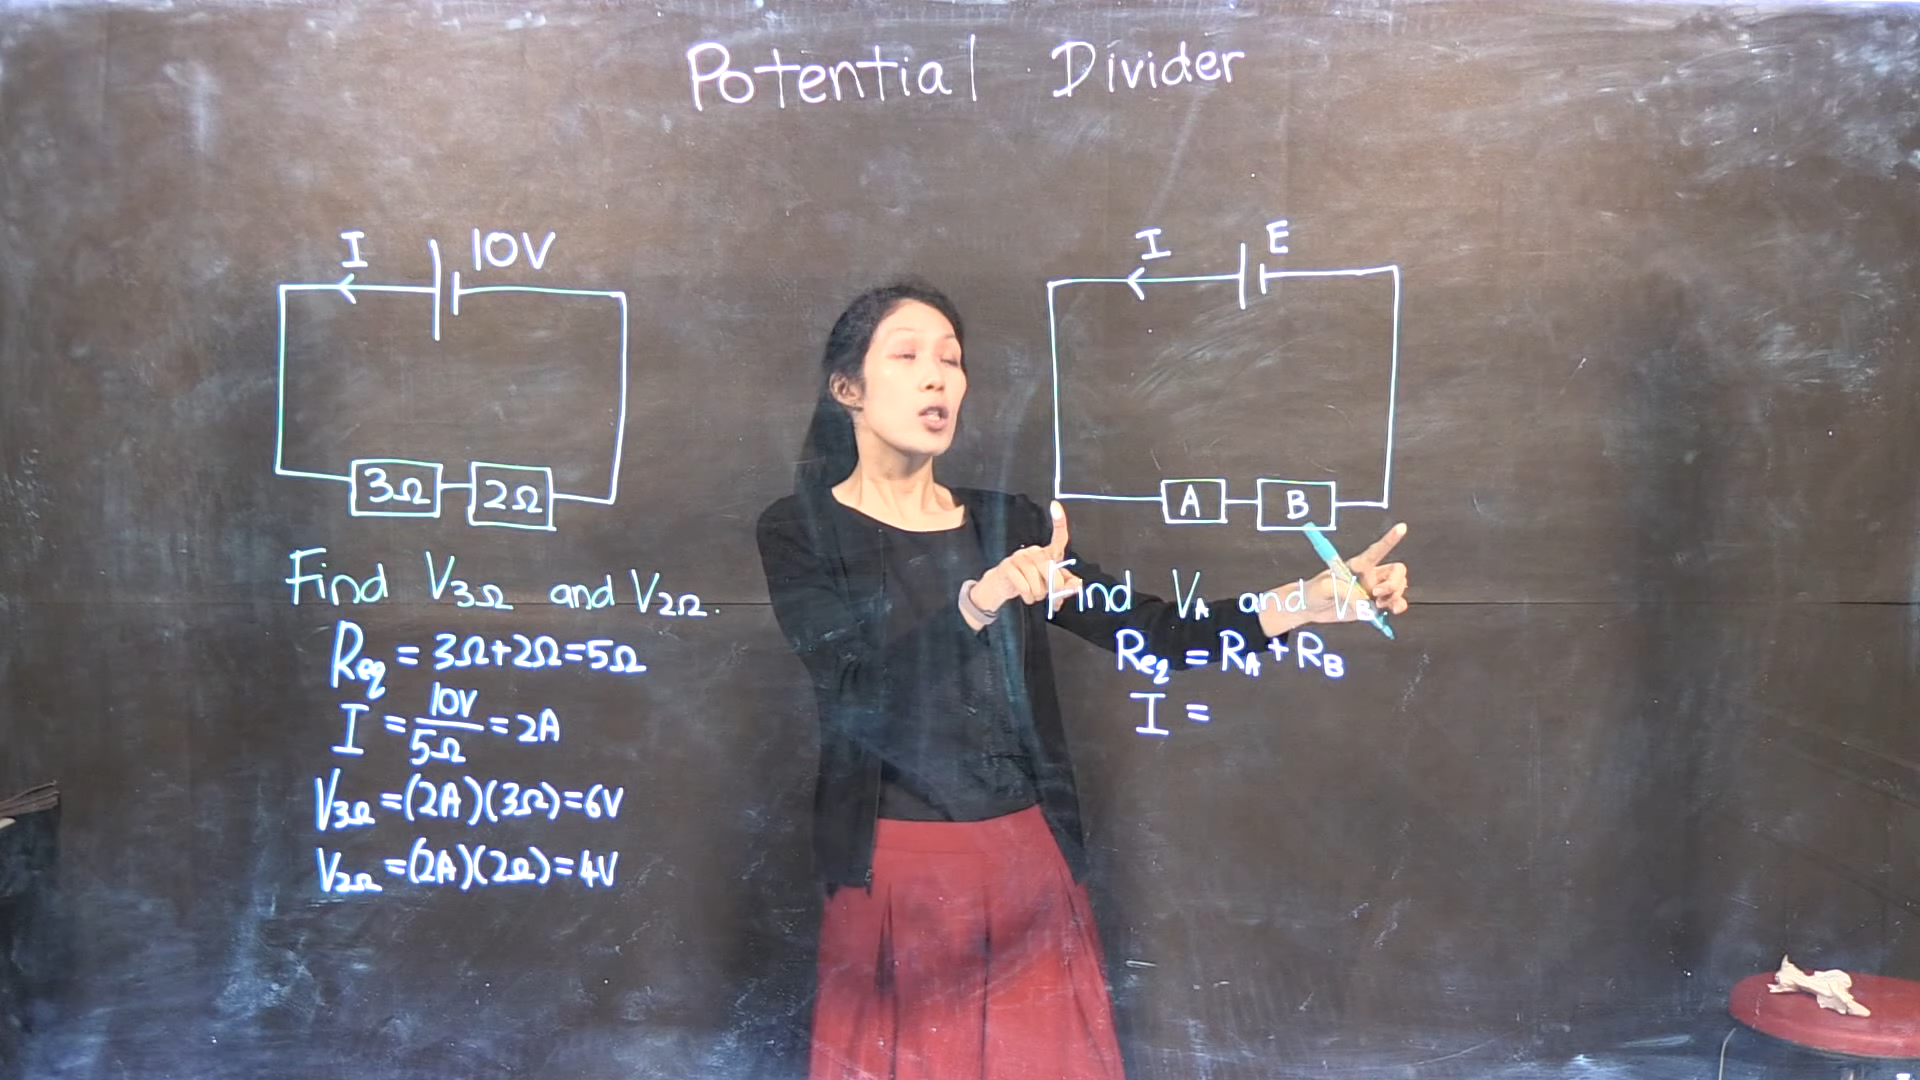 Potential Divider
I 10V
3Ω 2Ω
Find V3Ω and V2Ω.
Req = 3Ω+2Ω=5Ω
I = 10V/5Ω = 2A
V3Ω =(2A)(3Ω)=6V
V2Ω =(2A)(2Ω)=4V
I E
A B
Find VA and VB.
Req = RA + RB
I =